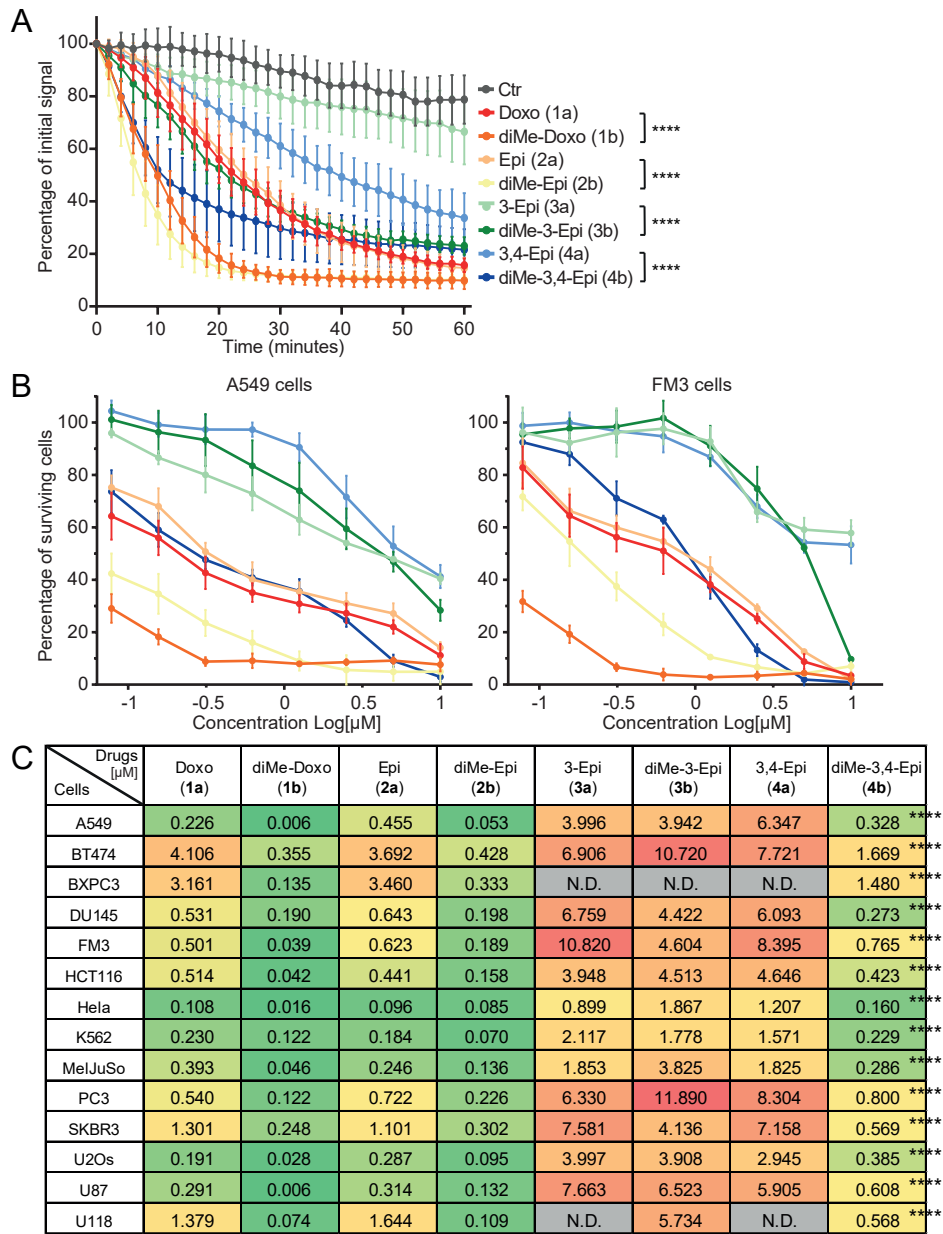 A
100
80
60
40
20
0
Percentage of initial signal
0 10 20 30 40 50 60
Time (minutes)
Ctr
Doxo (1a)
diMe-Doxo (1b)
****
Epi (2a)
diMe-Epi (2b)
****
3-Epi (3a)
diMe-3-Epi (3b)
****
3,4-Epi (4a)
diMe-3,4-Epi (4b)
****
B
A549 cells
FM3 cells
100
80
60
40
20
0
Percentage of surviving cells
-1 -0.5 0 0.5 1
Concentration Log[µM]
100
80
60
40
20
0
-1 -0.5 0 0.5 1
Concentration Log[µM]
C
Drugs [µM] Cells Doxo (1a) diMe-Doxo (1b) Epi (2a) diMe-Epi (2b) 3-Epi (3a) diMe-3-Epi (3b) 3,4-Epi (4a) diMe-3,4-Epi (4b)
A549 0.226 0.006 0.455 0.053 3.996 3.942 6.347 0.328 ****
BT474 4.106 0.355 3.692 0.428 6.906 10.720 7.721 1.669 ****
BXPC3 3.161 0.135 3.460 0.333 N.D. N.D. N.D. 1.480 ****
DU145 0.531 0.190 0.643 0.198 6.759 4.422 6.093 0.273 ****
FM3 0.501 0.039 0.623 0.189 10.820 4.604 8.395 0.765 ****
HCT116 0.514 0.042 0.441 0.158 3.948 4.513 4.646 0.423 ****
Hela 0.108 0.016 0.096 0.085 0.899 1.867 1.207 0.160 ****
K562 0.230 0.122 0.184 0.070 2.117 1.778 1.571 0.229 ****
MelJuSo 0.393 0.046 0.246 0.136 1.853 3.825 1.825 0.286 ****
PC3 0.540 0.122 0.722 0.226 6.330 11.890 8.304 0.800 ****
SKBR3 1.301 0.248 1.101 0.302 7.581 4.136 7.158 0.569 ****
U2Os 0.191 0.028 0.287 0.095 3.997 3.908 2.945 0.385 ****
U87 0.291 0.006 0.314 0.132 7.663 6.523 5.905 0.608 ****
U118 1.379 0.074 1.644 0.109 N.D. 5.734 N.D. 0.568 ****